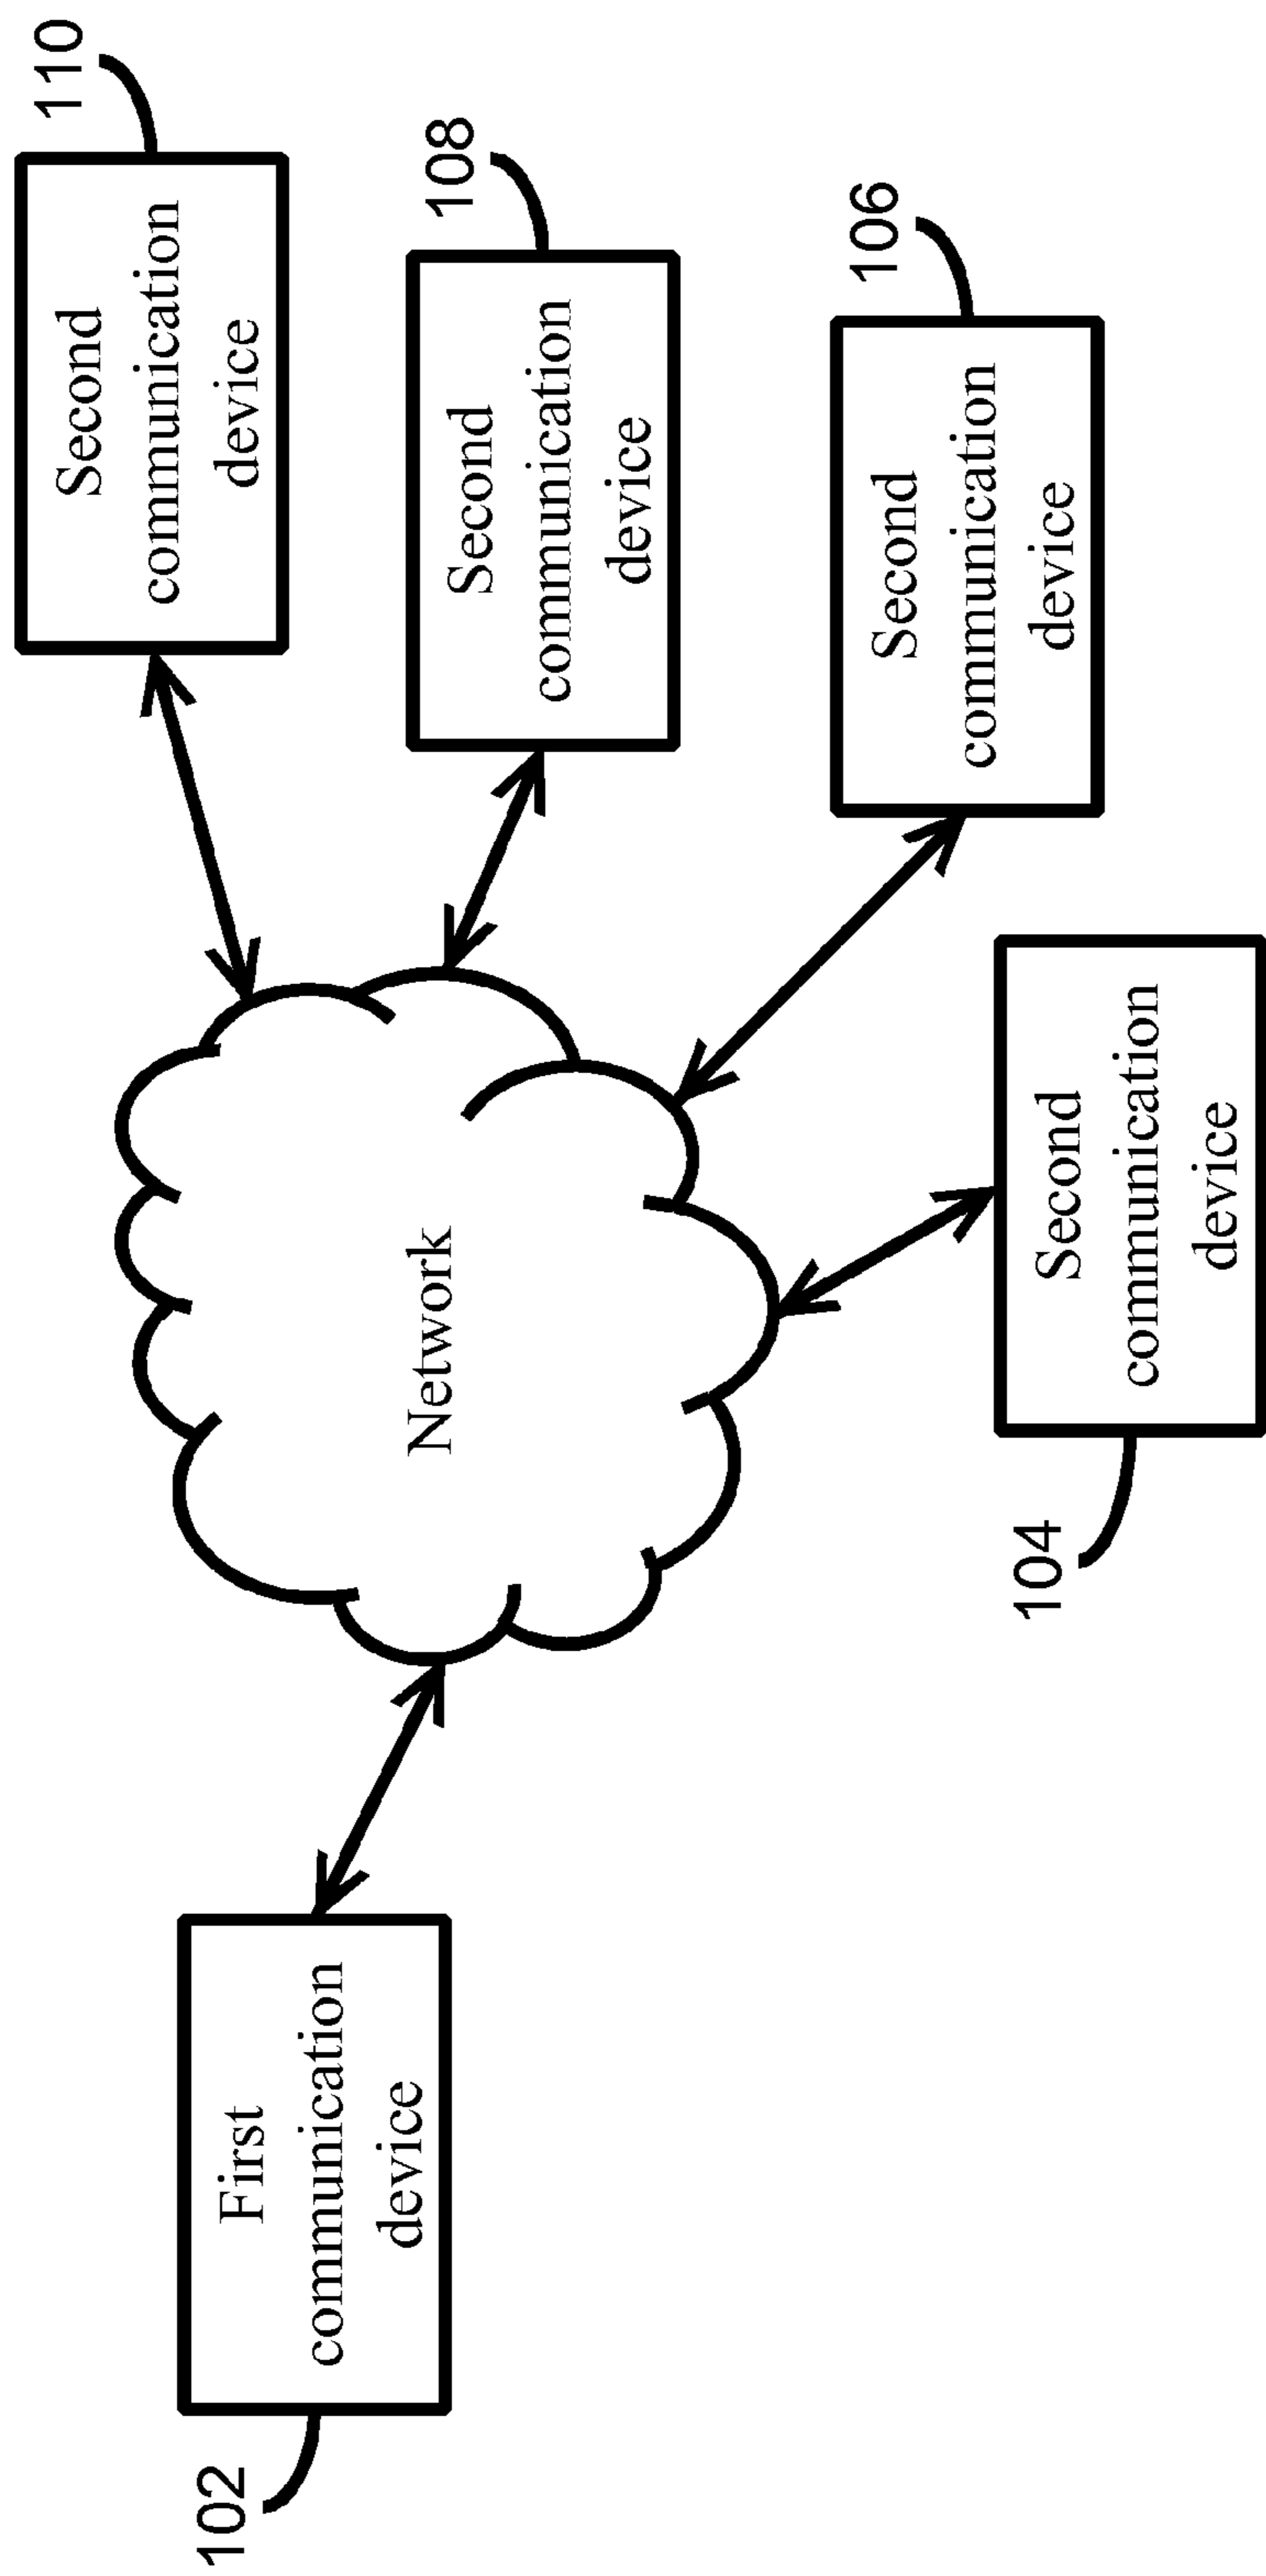 110
Second
communication
device
108
Second
communication
device
106
Second
communication
device
Network
104
Second
communication
device
102
First
communication
device